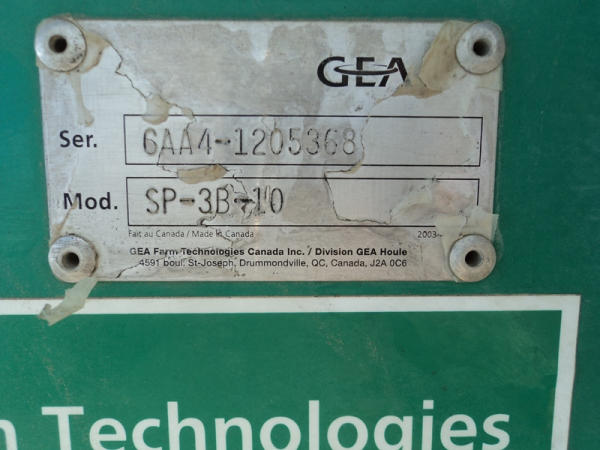 GEA
Ser. 6AA4-1205368
Mod. SP-3B-10
Fait au Canada / Made in Canada 2003-
GEA Farm Technologies Canada Inc. / Division GEA Houle
4591 boul. St-Joseph, Drummondville, QC, Canada, J2A 0C6
Technologies